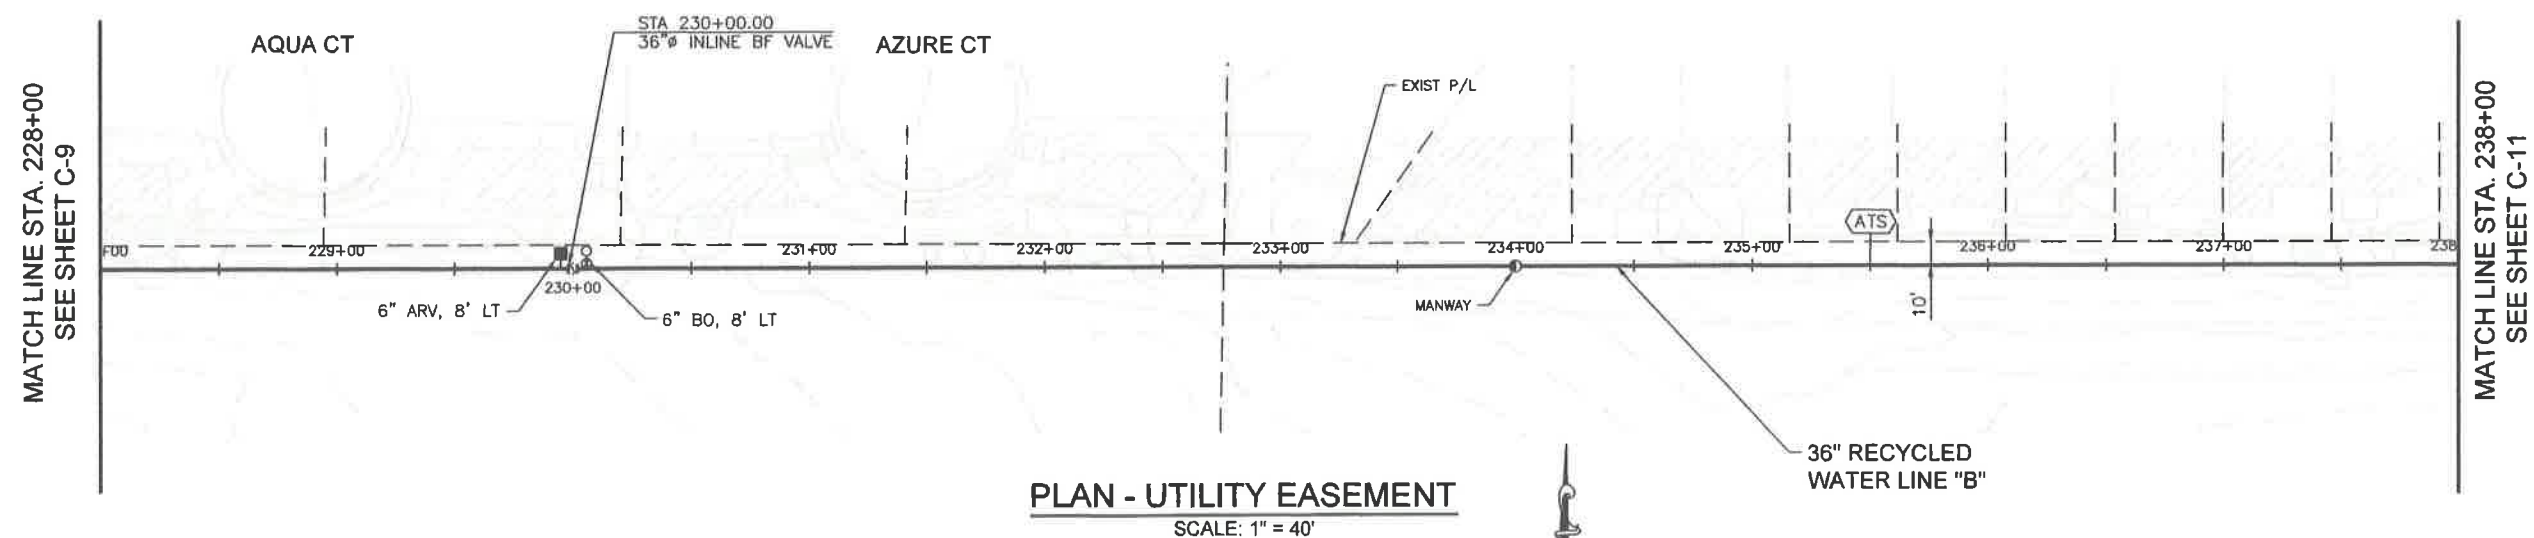 MATCH LINE STA. 228+00
SEE SHEET C-9
AQUA CT
STA 230+00.00
36"ø INLINE BF VALVE
AZURE CT
EXIST P/L
ATS
229+00
231+00
232+00
233+00
234+00
235+00
236+00
237+00
238
230+00
6" ARV, 8' LT
6" BO, 8' LT
MANWAY
10'
36" RECYCLED
WATER LINE "B"
PLAN - UTILITY EASEMENT
SCALE: 1" = 40'
MATCH LINE STA. 238+00
SEE SHEET C-11